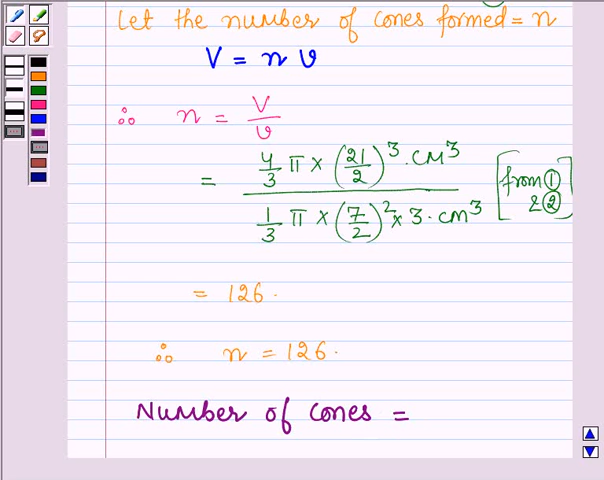 Let the number of cones formed = n
V = n v
∴ n = V/v
= 4/3 π × (21/2)³ · cm³ / 1/3 π × (7/2)² × 3 · cm³ [from ① & ②]
= 126.
∴ n = 126.
Number of cones =